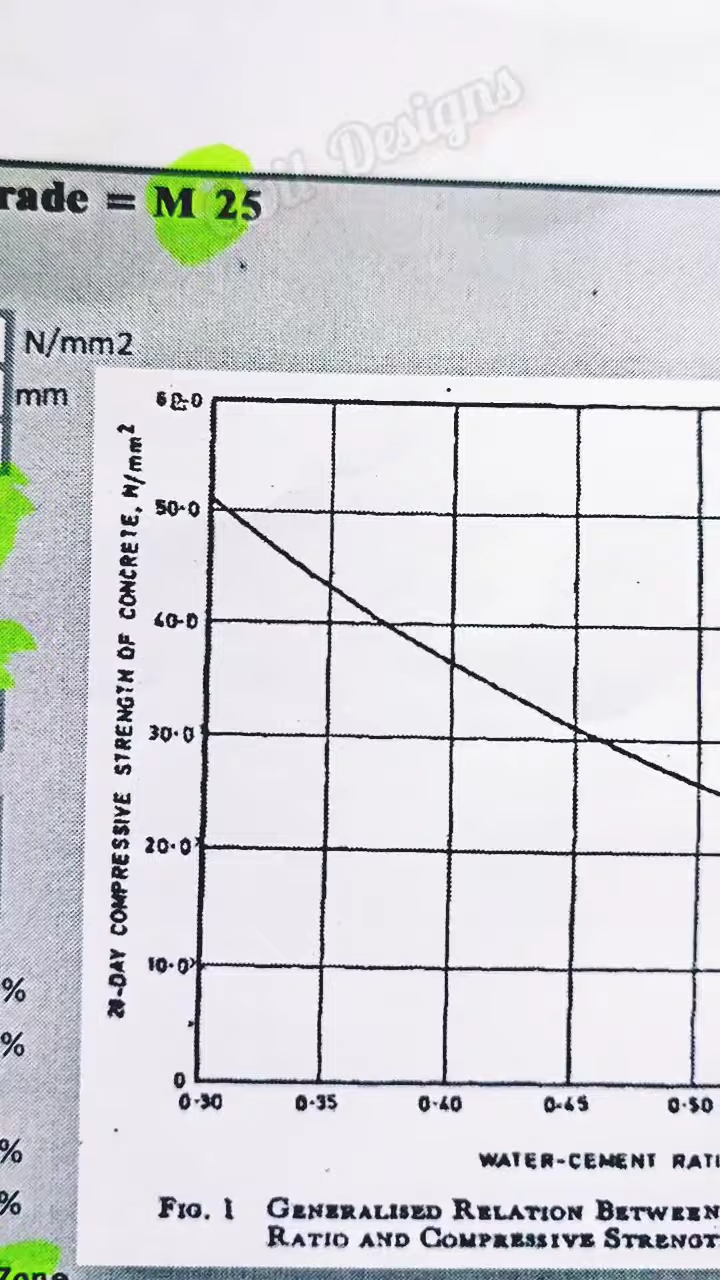 Designs
rade = M 25
N/mm2
mm
28-DAY COMPRESSIVE STRENGTH OF CONCRETE, N/mm²
60·0
50·0
40·0
30·0
20·0
10·0
0
0·30 0·35 0·40 0·45 0·50
WATER-CEMENT RATI
FIG. 1 GENERALISED RELATION BETWEEN
RATIO AND COMPRESSIVE STRENGT
%
%
%
%
Zone